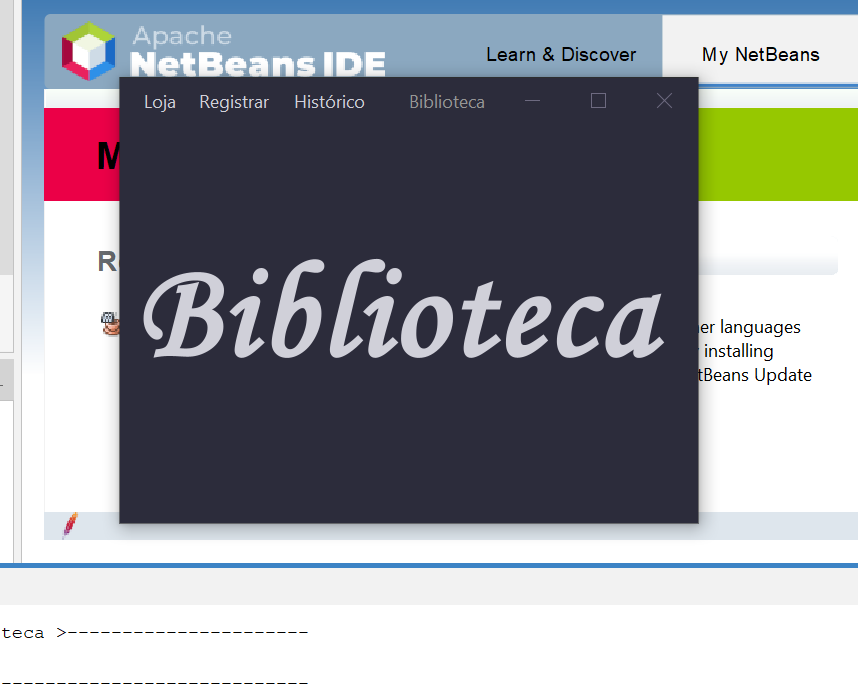 Apache
NetBeans IDE
Learn & Discover
My NetBeans
Loja Registrar Histórico Biblioteca
M
Biblioteca
R
er languages
installing
tBeans Update
teca >----------------------
----------------------------